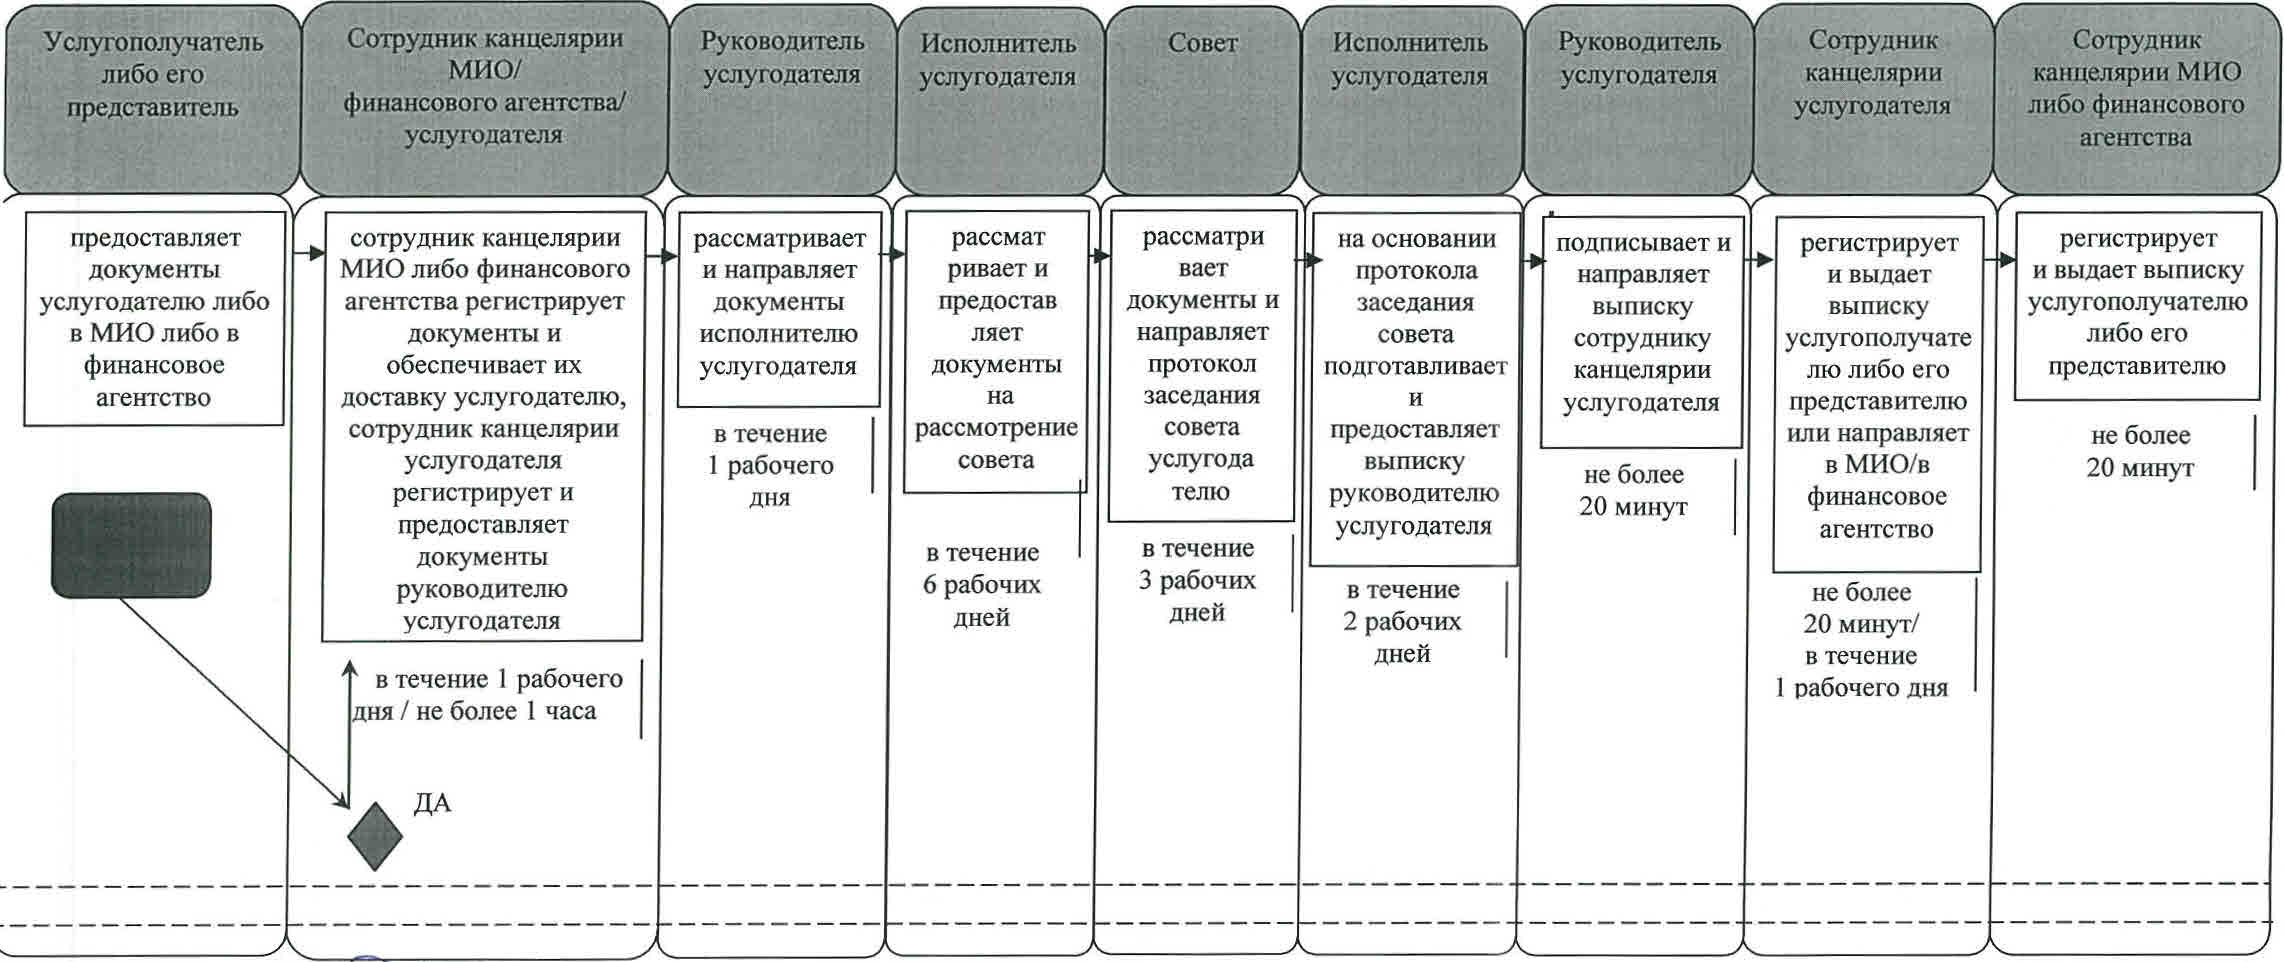 Услугополучатель
либо его
представитель
Сотрудник канцелярии
МИО/
финансового агентства/
услугодателя
Руководитель
услугодателя
Исполнитель
услугодателя
Совет
Исполнитель
услугодателя
Руководитель
услугодателя
Сотрудник
канцелярии
услугодателя
Сотрудник
канцелярии МИО
либо финансового
агентства
предоставляет
документы
услугодателю либо
в МИО либо в
финансовое
агентство
сотрудник канцелярии
МИО либо финансового
агентства регистрирует
документы и
обеспечивает их
доставку услугодателю,
сотрудник канцелярии
услугодателя
регистрирует и
предоставляет
документы
руководителю
услугодателя
в течение 1 рабочего
дня / не более 1 часа
ДА
рассматривает
и направляет
документы
исполнителю
услугодателя
в течение
1 рабочего
дня
рассмат
ривает и
предостав
ляет
документы
на
рассмотрение
совета
в течение
6 рабочих
дней
рассматри
вает
документы и
направляет
протокол
заседания
совета
услугода
телю
в течение
3 рабочих
дней
на основании
протокола
заседания
совета
подготавливает
и
предоставляет
выписку
руководителю
услугодателя
в течение
2 рабочих
дней
подписывает и
направляет
выписку
сотруднику
канцелярии
услугодателя
не более
20 минут
регистрирует
и выдает
выписку
услугополучате
лю либо его
представителю
или направляет
в МИО/в
финансовое
агентство
не более
20 минут/
в течение
1 рабочего дня
регистрирует
и выдает выписку
услугополучателю
либо его
представителю
не более
20 минут